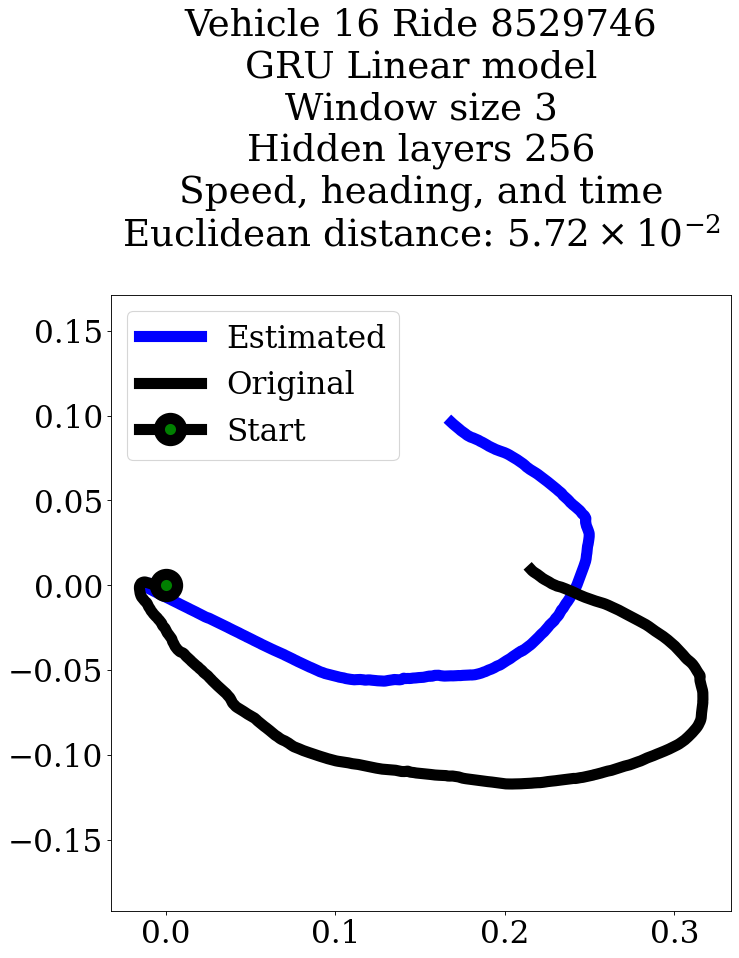 Vehicle 16 Ride 8529746
GRU Linear model
Window size 3
Hidden layers 256
Speed, heading, and time
Euclidean distance: 5.72 × 10⁻²
Estimated
Original
Start
0.15
0.10
0.05
0.00
−0.05
−0.10
−0.15
0.0 0.1 0.2 0.3